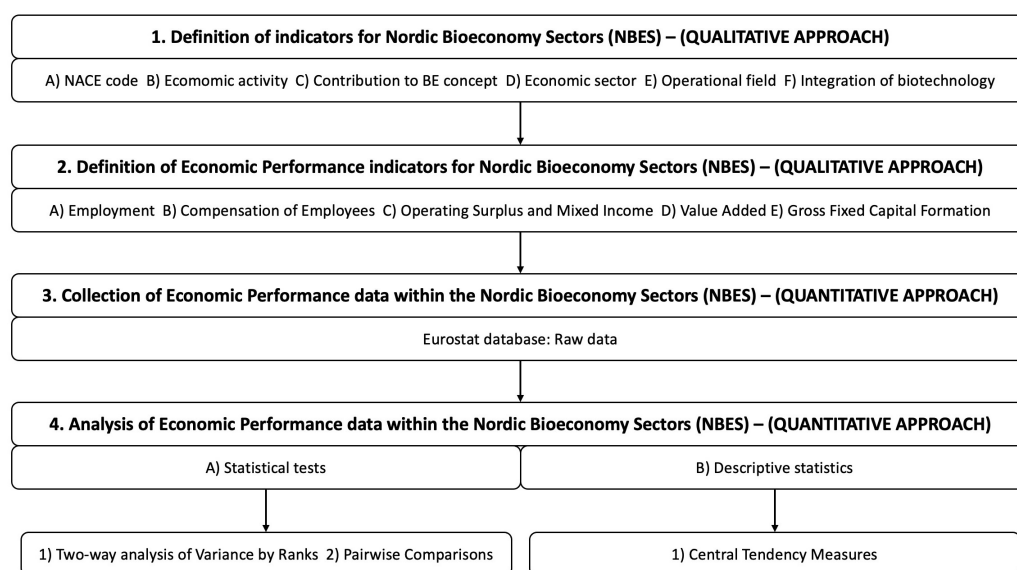 1. Definition of indicators for Nordic Bioeconomy Sectors (NBES) – (QUALITATIVE APPROACH)
A) NACE code  B) Ecomomic activity  C) Contribution to BE concept  D) Economic sector  E) Operational field  F) Integration of biotechnology
2. Definition of Economic Performance indicators for Nordic Bioeconomy Sectors (NBES) – (QUALITATIVE APPROACH)
A) Employment  B) Compensation of Employees  C) Operating Surplus and Mixed Income  D) Value Added E) Gross Fixed Capital Formation
3. Collection of Economic Performance data within the Nordic Bioeconomy Sectors (NBES) – (QUANTITATIVE APPROACH)
Eurostat database: Raw data
4. Analysis of Economic Performance data within the Nordic Bioeconomy Sectors (NBES) – (QUANTITATIVE APPROACH)
A) Statistical tests
B) Descriptive statistics
1) Two-way analysis of Variance by Ranks  2) Pairwise Comparisons
1) Central Tendency Measures